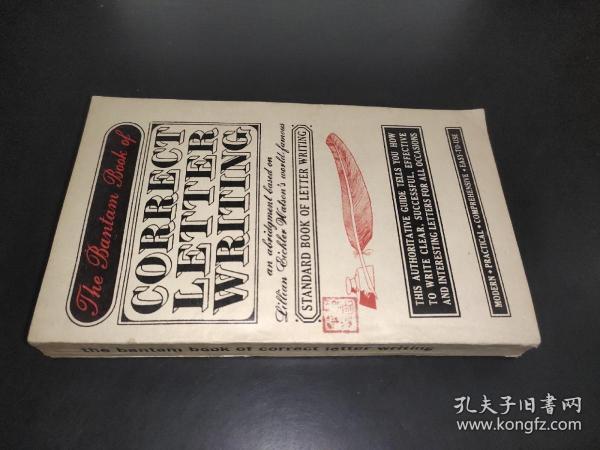 The Bantam Book of
CORRECT
LETTER
WRITING
an abridgment based on
Lillian Eichler Watson's world-famous
STANDARD BOOK OF LETTER WRITING
THIS AUTHORITATIVE GUIDE TELLS YOU HOW
TO WRITE CLEAR, SUCCESSFUL, EFFECTIVE
AND INTERESTING LETTERS FOR ALL OCCASIONS
MODERN • PRACTICAL • COMPREHENSIVE • EASY-TO-USE
the bantam book of correct letter writing
孔夫子旧书网
www.kongfz.com